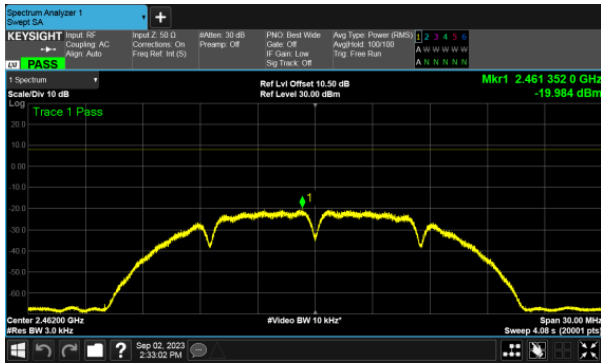 Spectrum Analyzer 1
Swept SA
KEYSIGHT
Input: RF
Coupling: AC
Align: Auto
Input Z: 50 Ω
Corrections: On
Freq Ref: Int (S)
#Atten: 30 dB
Preamp: Off
PNO: Best Wide
Gate: Off
IF Gain: Low
Sig Track: Off
Avg Type: Power (RMS)
Avg|Hold: 100/100
Trig: Free Run
1 2 3 4 5 6
A W W W W W
A N N N N N
LXI
PASS
1 Spectrum
Scale/Div 10 dB
Ref Lvl Offset 10.50 dB
Ref Level 30.00 dBm
Mkr1 2.461 352 0 GHz
-19.984 dBm
Log
Trace 1 Pass
20.0
10.0
0.00
-10.0
1
-20.0
-30.0
-40.0
-50.0
-60.0
Center 2.46200 GHz
#Res BW 3.0 kHz
#Video BW 10 kHz*
Span 30.00 MHz
Sweep 4.08 s (20001 pts)
Sep 02, 2023
2:33:02 PM